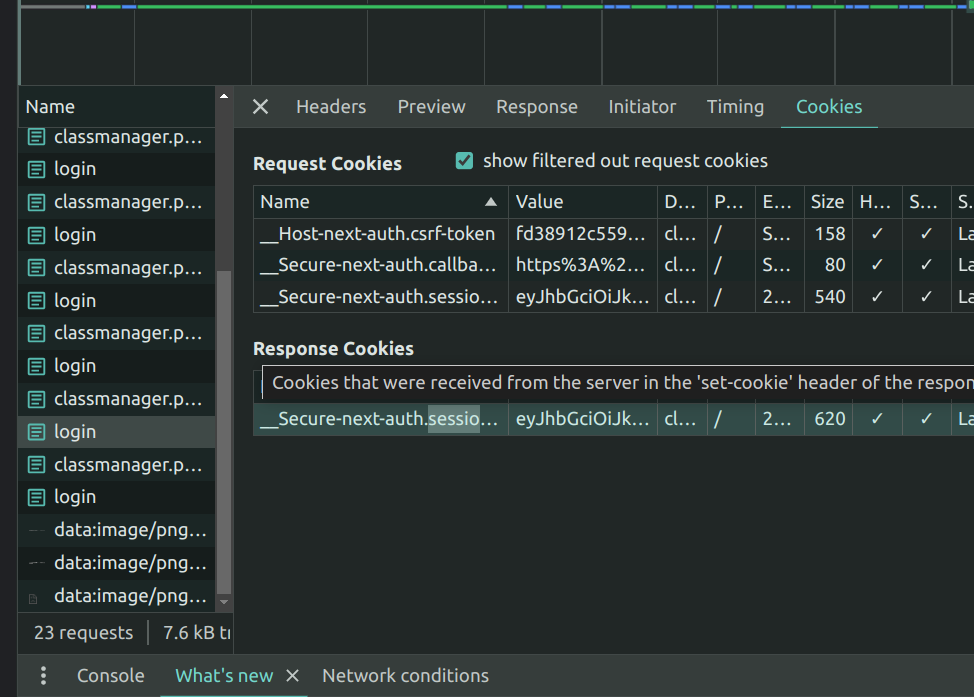 Name
classmanager.p...
login
classmanager.p...
login
classmanager.p...
login
classmanager.p...
login
classmanager.p...
login
classmanager.p...
login
data:image/png...
data:image/png...
data:image/png...
23 requests
7.6 kB
Headers Preview Response Initiator Timing Cookies
Request Cookies
show filtered out request cookies
Name Value D... P... E... Size H... S... S.
__Host-next-auth.csrf-token fd38912c559... cl... / S... 158 ✓ ✓ La
__Secure-next-auth.callba... https%3A%2... cl... / S... 80 ✓ ✓ La
__Secure-next-auth.sessio... eyJhbGciOiJk... cl... / 2... 540 ✓ ✓ La
Response Cookies
Cookies that were received from the server in the 'set-cookie' header of the respon
__Secure-next-auth.sessio... eyJhbGciOiJk... cl... / 2... 620 ✓ ✓ La
Console What's new Network conditions